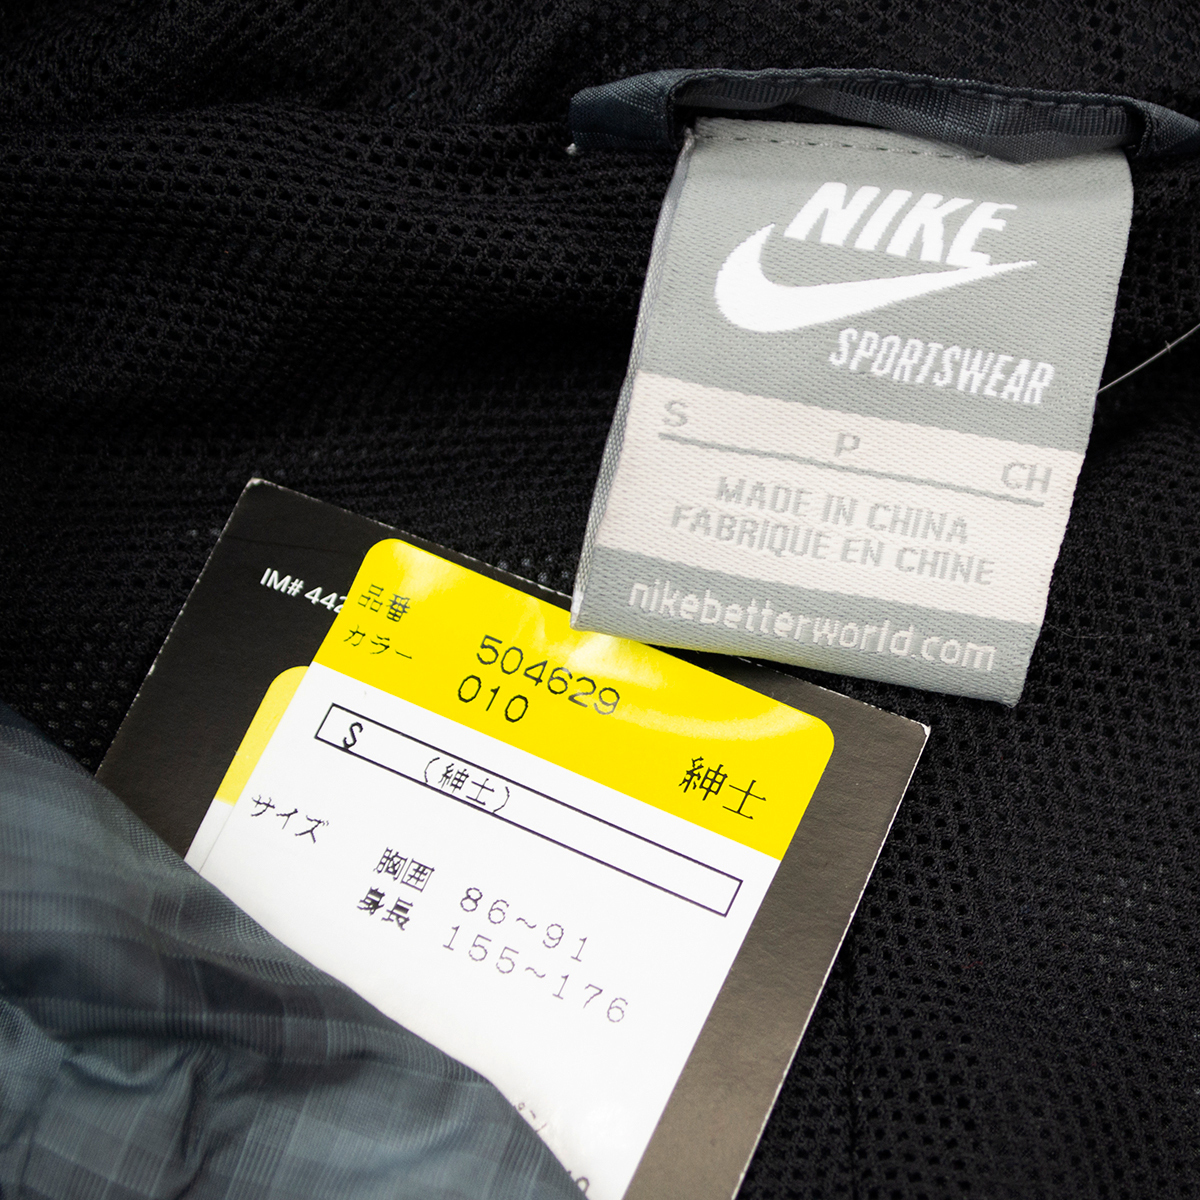 NIKE
SPORTSWEAR
S P CH
MADE IN CHINA
FABRIQUE EN CHINE
nikebetterworld.com
IM# 442
品番 504629
カラー 010
紳士
S (紳士)
サイズ
胸囲 86~91
身長 155~176